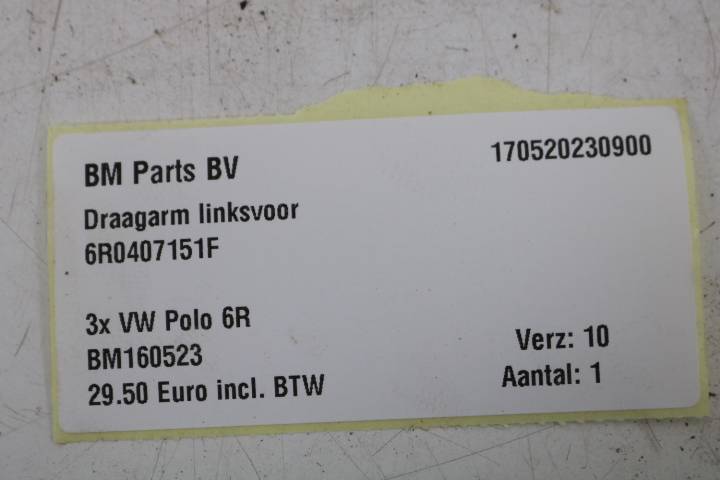 BM Parts BV
170520230900
Draagarm linksvoor
6R0407151F
3x VW Polo 6R
BM160523
29.50 Euro incl. BTW
Verz: 10
Aantal: 1